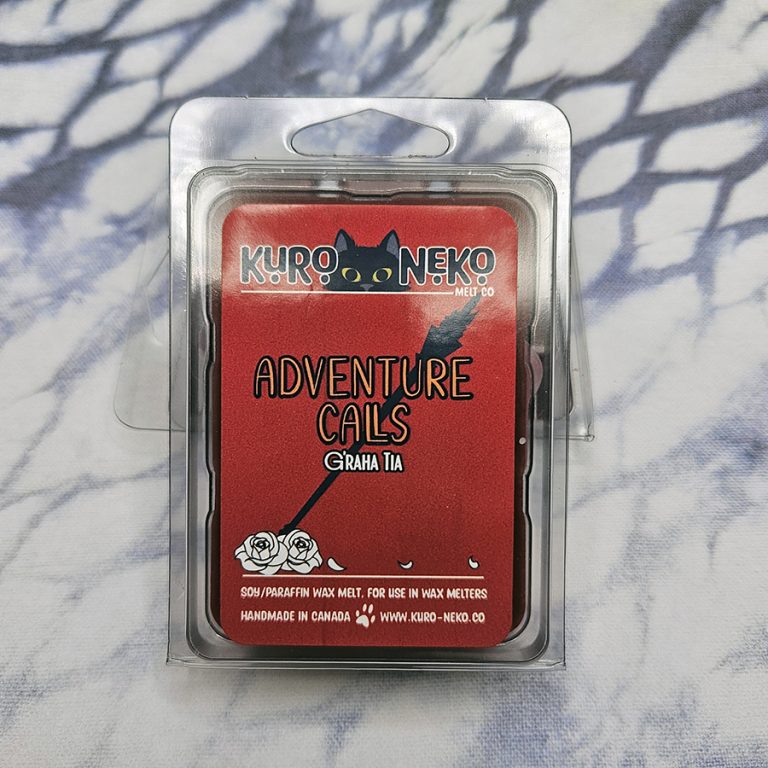 KURO NEKO
MELT CO
ADVENTURE
CALLS
G'RAHA TIA
SOY/PARAFFIN WAX MELT. FOR USE IN WAX MELTERS
HANDMADE IN CANADA WWW.KURO-NEKO.CO